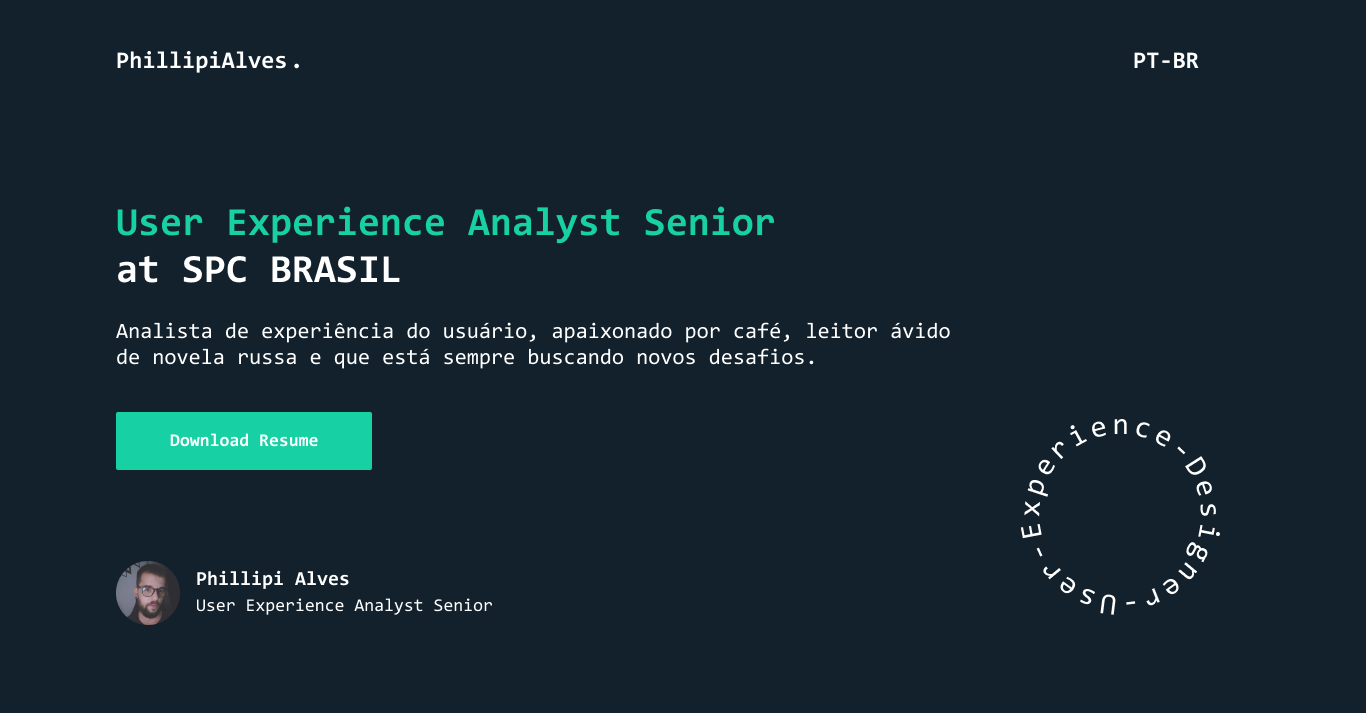 PhillipiAlves.
PT-BR
User Experience Analyst Senior
at SPC BRASIL
Analista de experiência do usuário, apaixonado por café, leitor ávido
de novela russa e que está sempre buscando novos desafios.
Download Resume
User-Experience-Designer-
Phillipi Alves
User Experience Analyst Senior